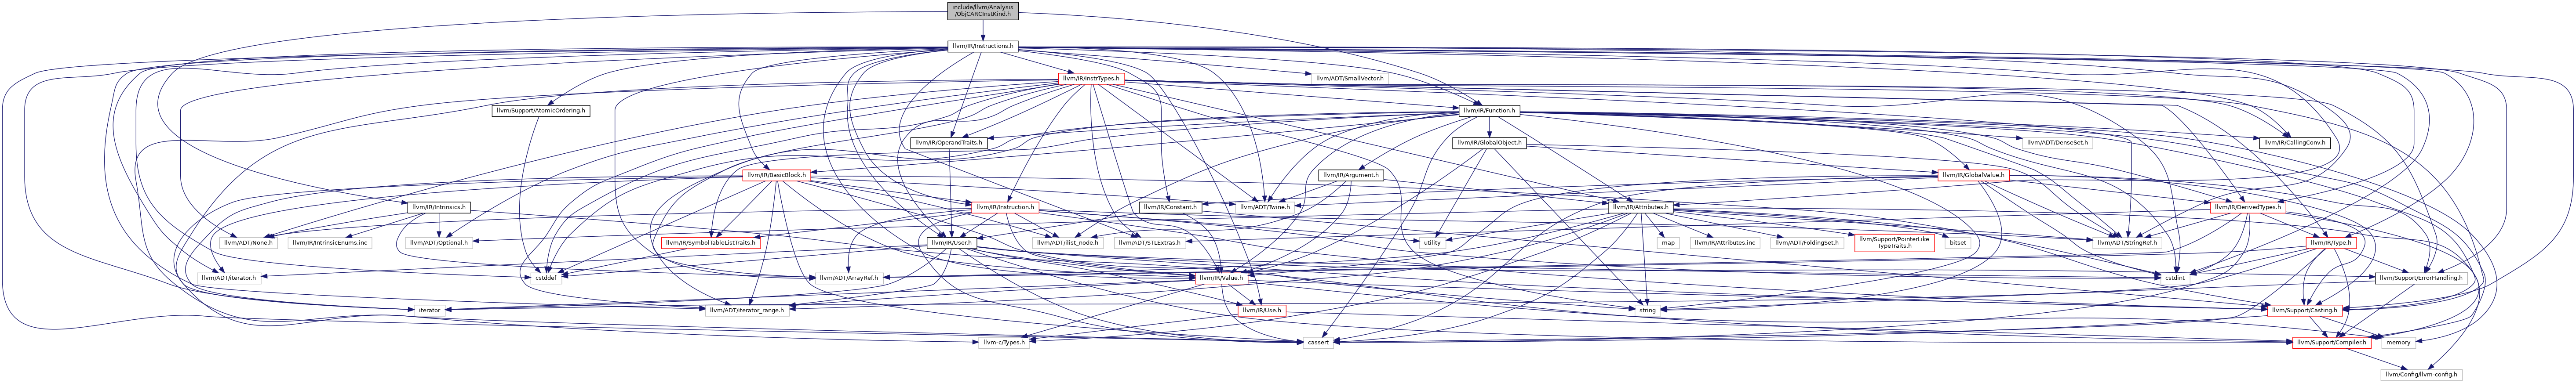 include/llvm/Analysis
/ObjCARCInstKind.h
llvm/IR/Instructions.h
llvm/IR/InstrTypes.h
llvm/ADT/SmallVector.h
llvm/Support/AtomicOrdering.h
llvm/IR/Function.h
llvm/IR/OperandTraits.h
llvm/IR/GlobalObject.h
llvm/ADT/DenseSet.h
llvm/IR/CallingConv.h
llvm/IR/BasicBlock.h
llvm/IR/Argument.h
llvm/IR/GlobalValue.h
llvm/IR/Intrinsics.h
llvm/IR/Instruction.h
llvm/ADT/Twine.h
llvm/IR/Constant.h
llvm/IR/Attributes.h
llvm/IR/DerivedTypes.h
llvm/ADT/None.h
llvm/IR/IntrinsicEnums.inc
llvm/ADT/Optional.h
llvm/IR/SymbolTableListTraits.h
llvm/IR/User.h
llvm/ADT/ilist_node.h
llvm/ADT/STLExtras.h
utility
map
llvm/IR/Attributes.inc
llvm/ADT/FoldingSet.h
llvm/Support/PointerLike
TypeTraits.h
bitset
llvm/ADT/StringRef.h
llvm/IR/Type.h
llvm/ADT/iterator.h
cstddef
llvm/ADT/ArrayRef.h
llvm/IR/Value.h
cstdint
llvm/Support/ErrorHandling.h
iterator
llvm/ADT/iterator_range.h
string
llvm/IR/Use.h
llvm/Support/Casting.h
llvm-c/Types.h
cassert
llvm/Support/Compiler.h
memory
llvm/Config/llvm-config.h